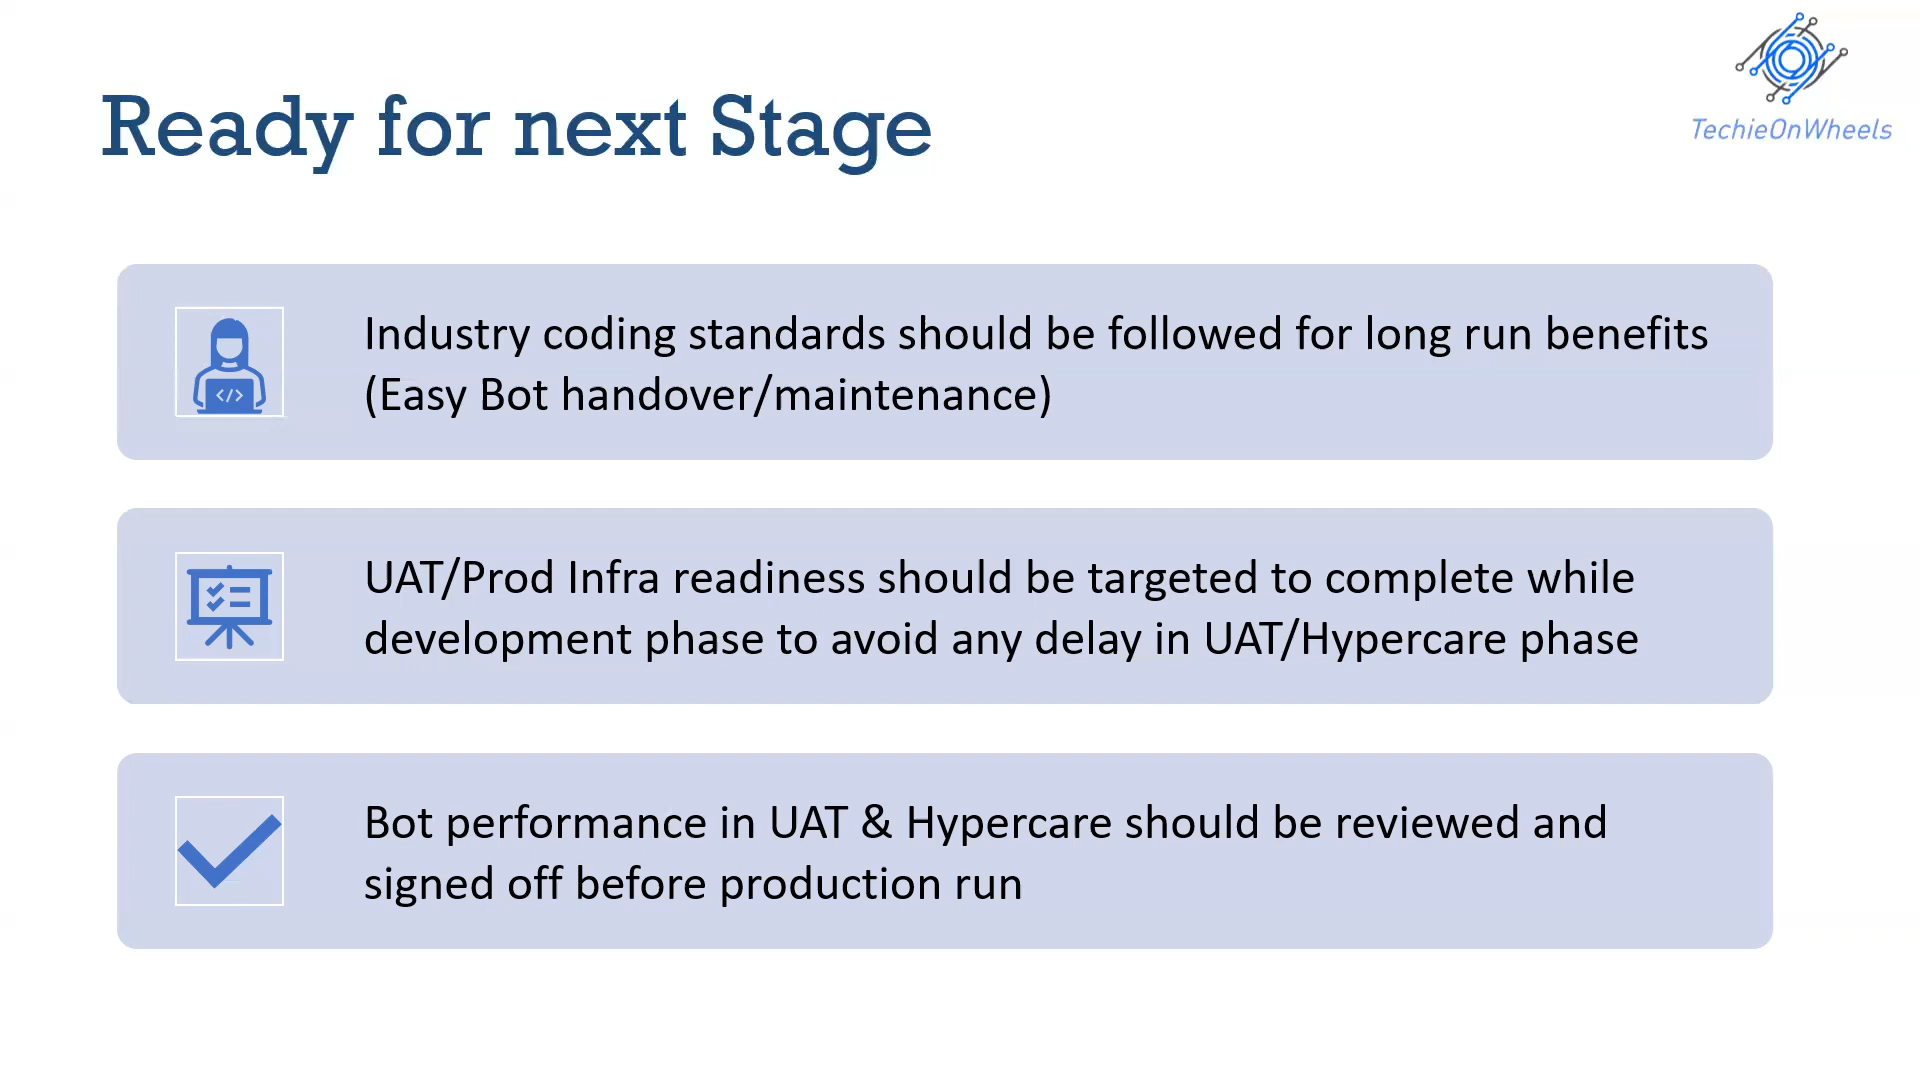 TechieOnWheels
Ready for next Stage
Industry coding standards should be followed for long run benefits
(Easy Bot handover/maintenance)
UAT/Prod Infra readiness should be targeted to complete while
development phase to avoid any delay in UAT/Hypercare phase
Bot performance in UAT & Hypercare should be reviewed and
signed off before production run